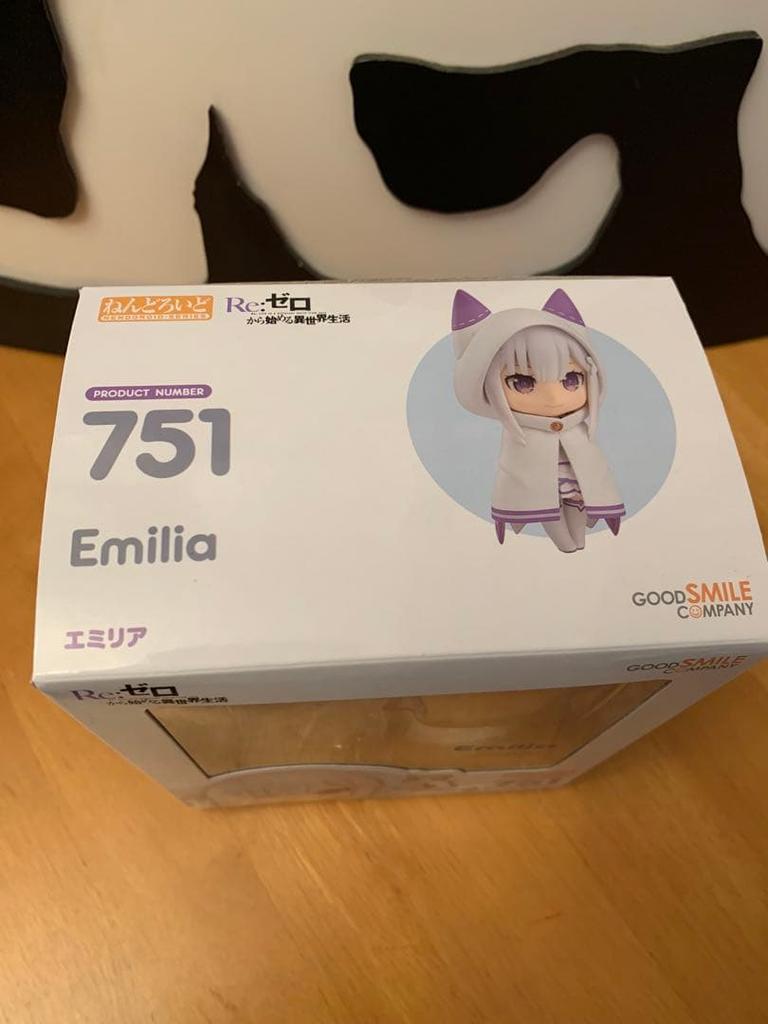 ねんどろいど
NENDOROID SERIES
Re:ゼロ
から始める異世界生活
PRODUCT NUMBER
751
Emilia
エミリア
GOOD SMILE
COMPANY
GOOD SMILE
COMPANY
Re:ゼロ
から始める異世界生活
Emilia
751